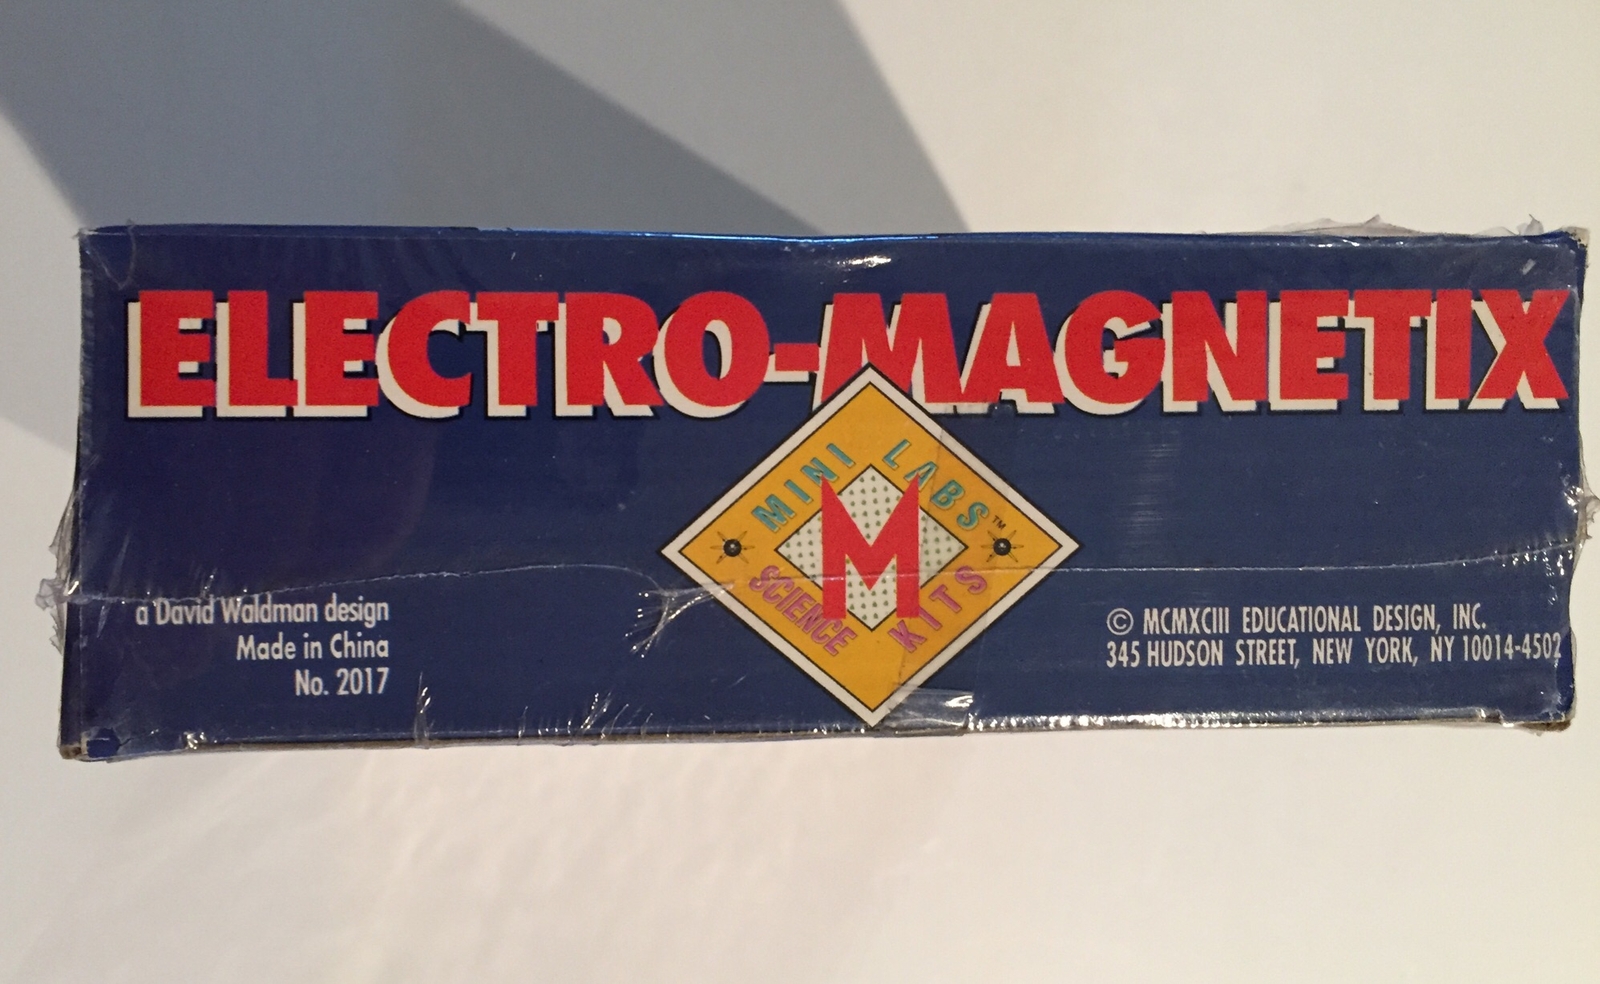 ELECTRO-MAGNETIX
MINI LABS™
M
SCIENCE KITS
a David Waldman design
Made in China
No. 2017
© MCMXCIII EDUCATIONAL DESIGN, INC.
345 HUDSON STREET, NEW YORK, NY 10014-4502